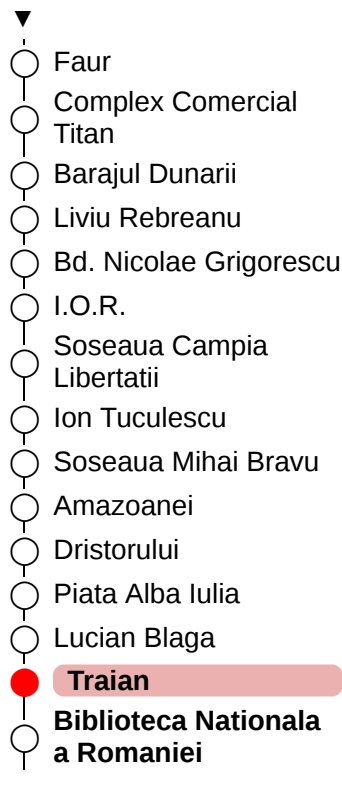 Faur
Complex Comercial
Titan
Barajul Dunarii
Liviu Rebreanu
Bd. Nicolae Grigorescu
I.O.R.
Soseaua Campia
Libertatii
Ion Tuculescu
Soseaua Mihai Bravu
Amazoanei
Dristorului
Piata Alba Iulia
Lucian Blaga
Traian
Biblioteca Nationala
a Romaniei